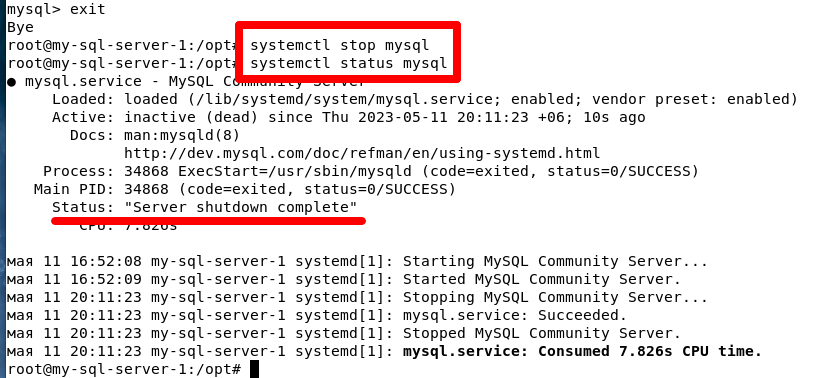 mysql> exit
Bye
root@my-sql-server-1:/opt# systemctl stop mysql
root@my-sql-server-1:/opt# systemctl status mysql
● mysql.service - MySQL Community Server
Loaded: loaded (/lib/systemd/system/mysql.service; enabled; vendor preset: enabled)
Active: inactive (dead) since Thu 2023-05-11 20:11:23 +06; 10s ago
Docs: man:mysqld(8)
http://dev.mysql.com/doc/refman/en/using-systemd.html
Process: 34868 ExecStart=/usr/sbin/mysqld (code=exited, status=0/SUCCESS)
Main PID: 34868 (code=exited, status=0/SUCCESS)
Status: "Server shutdown complete"
CPU: 7.826s
мая 11 16:52:08 my-sql-server-1 systemd[1]: Starting MySQL Community Server...
мая 11 16:52:09 my-sql-server-1 systemd[1]: Started MySQL Community Server.
мая 11 20:11:23 my-sql-server-1 systemd[1]: Stopping MySQL Community Server...
мая 11 20:11:23 my-sql-server-1 systemd[1]: mysql.service: Succeeded.
мая 11 20:11:23 my-sql-server-1 systemd[1]: Stopped MySQL Community Server.
мая 11 20:11:23 my-sql-server-1 systemd[1]: mysql.service: Consumed 7.826s CPU time.
root@my-sql-server-1:/opt#